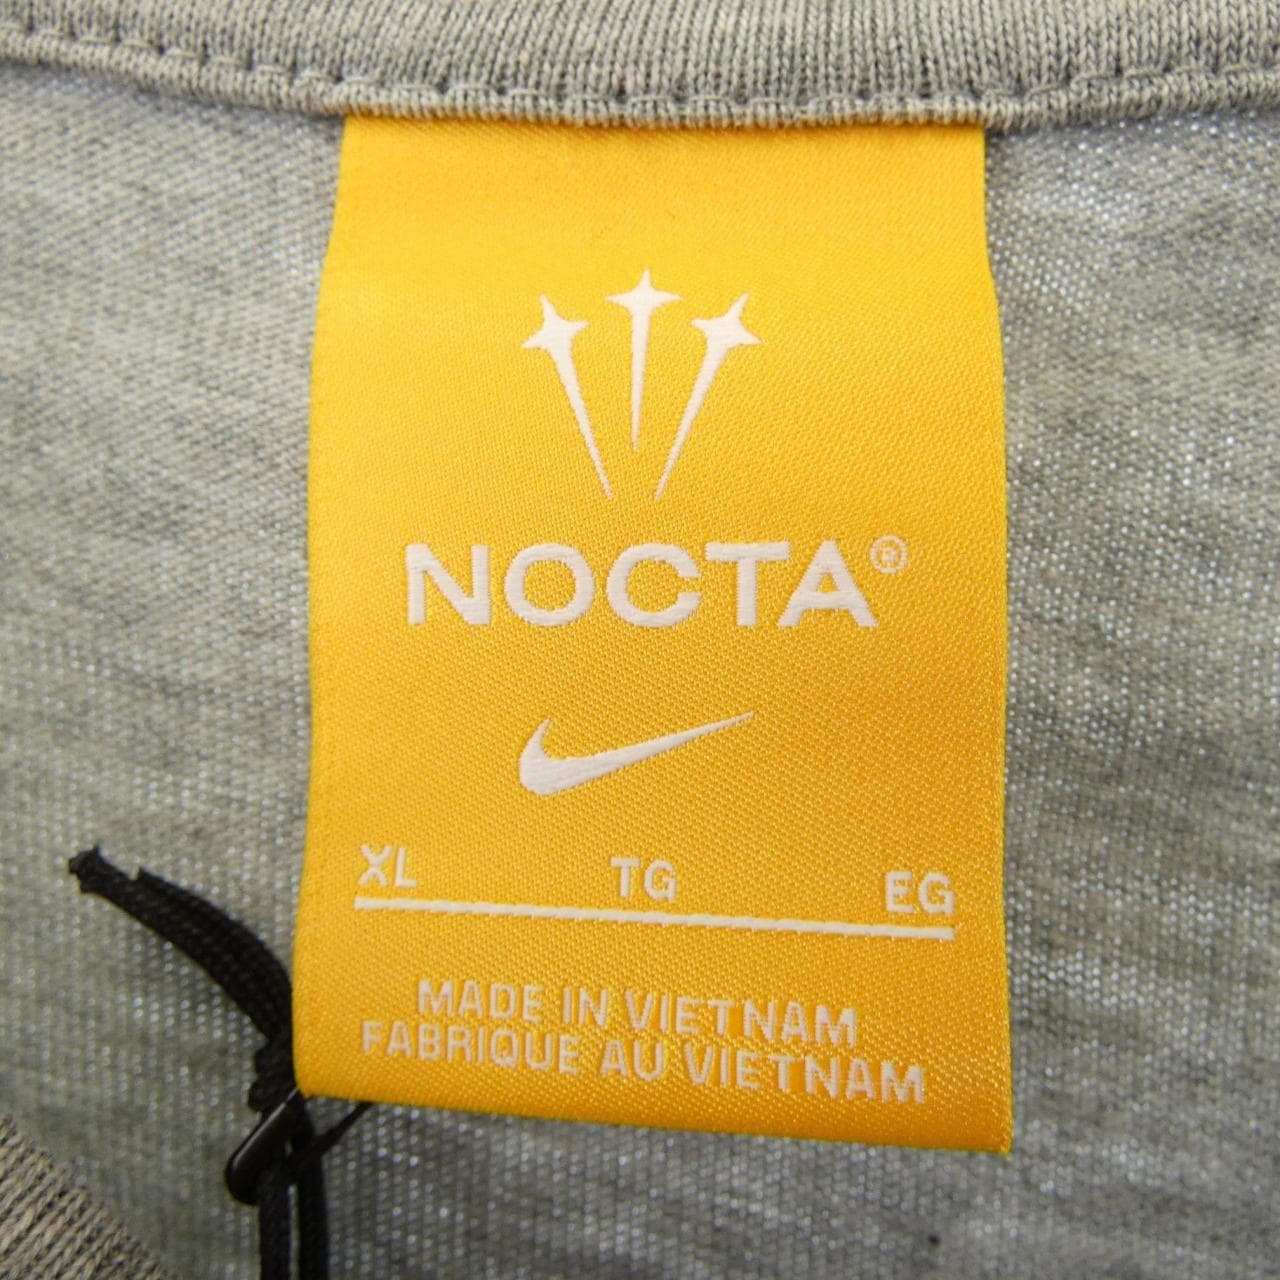 NOCTA®
XL TG EG
MADE IN VIETNAM
FABRIQUE AU VIETNAM